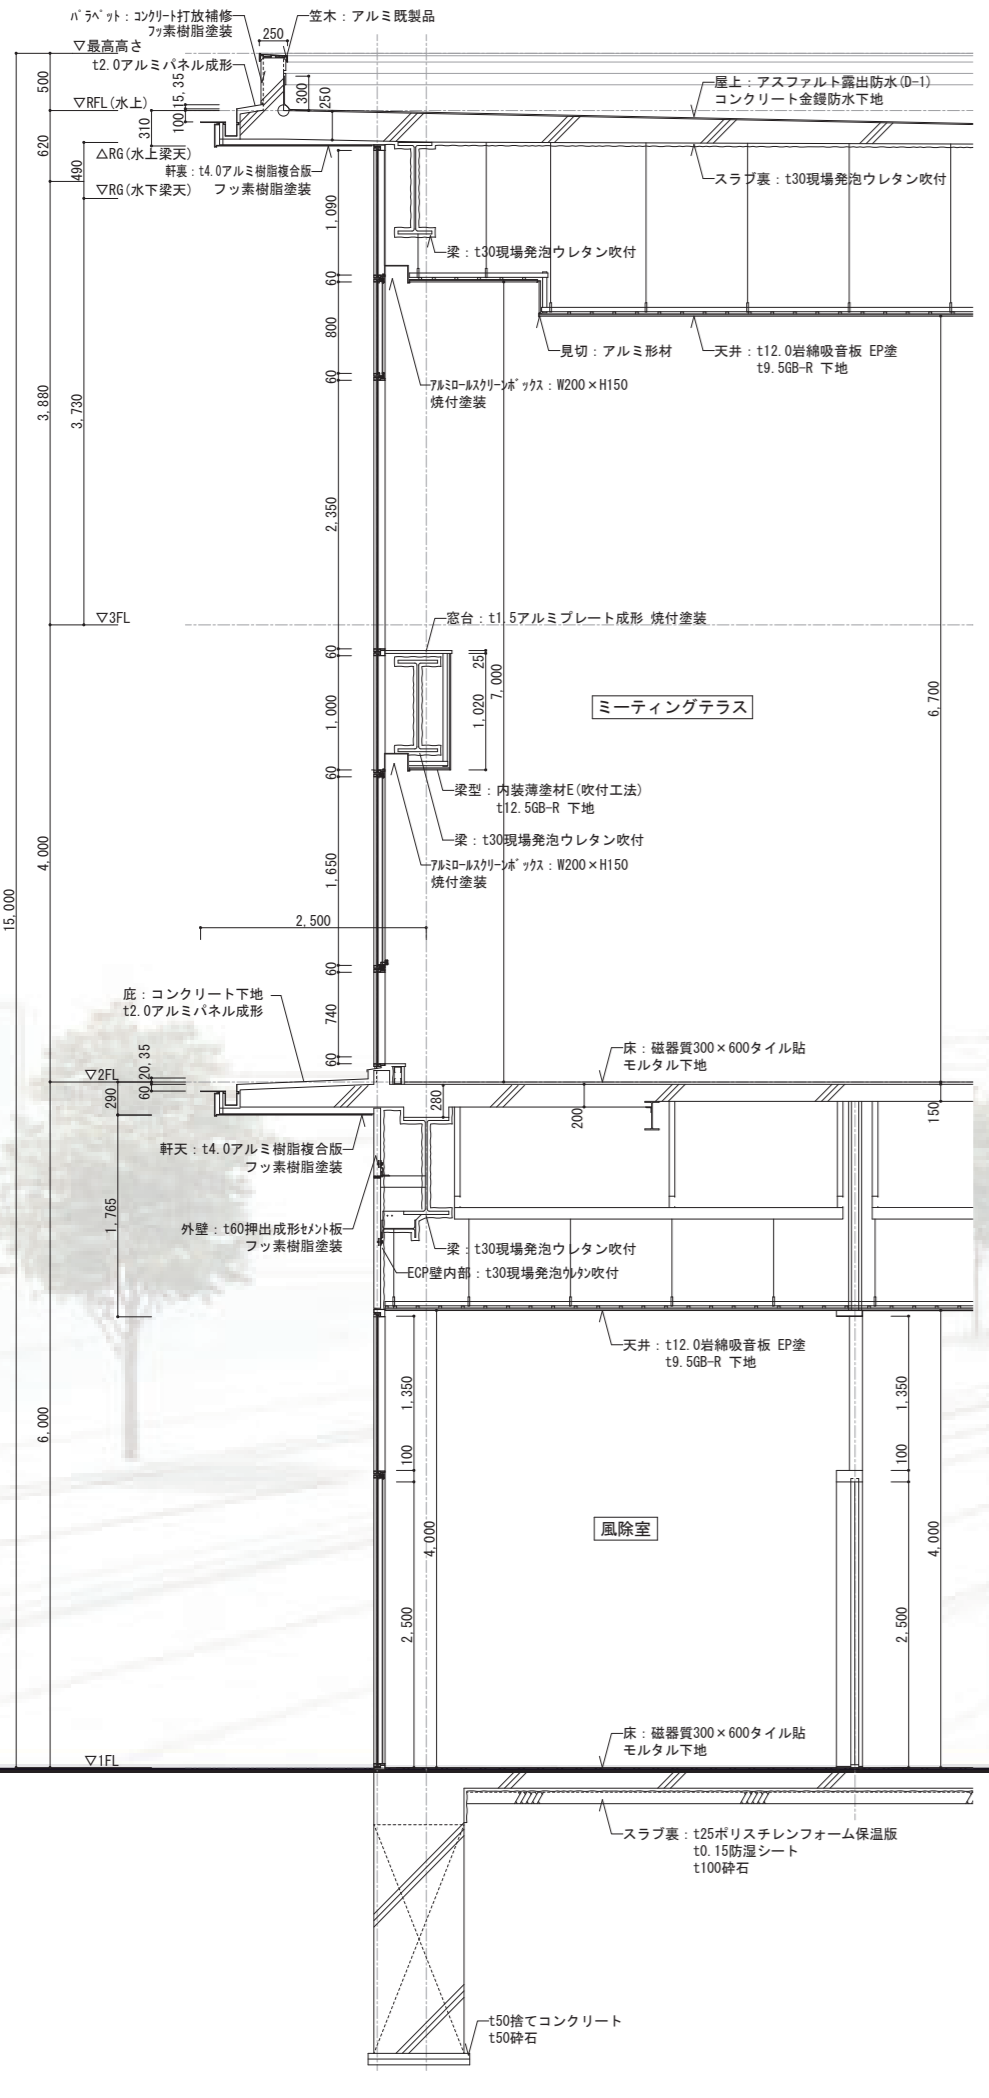 パラペット：コンクリート打放補修
フッ素樹脂塗装
笠木：アルミ既製品
250
▽最高高さ
t2.0アルミパネル成形
500
15,35
300
250
屋上：アスファルト露出防水(D-1)
コンクリート金鏝防水下地
▽RFL(水上)
100
310
620
△RG(水上梁天)
490
軒裏：t4.0アルミ樹脂複合版
フッ素樹脂塗装
▽RG(水下梁天)
スラブ裏：t30現場発泡ウレタン吹付
1,090
梁：t30現場発泡ウレタン吹付
60
800
見切：アルミ形材
天井：t12.0岩綿吸音板 EP塗
t9.5GB-R 下地
60
アルミロールスクリーンボックス：W200×H150
焼付塗装
3,880
3,730
2,350
▽3FL
窓台：t1.5アルミプレート成形 焼付塗装
60
25
7,000
1,000
1,020
ミーティングテラス
6,700
60
梁型：内装薄塗材E(吹付工法)
t12.5GB-R 下地
梁：t30現場発泡ウレタン吹付
アルミロールスクリーンボックス：W200×H150
焼付塗装
4,000
1,650
15,000
2,500
60
庇：コンクリート下地
t2.0アルミパネル成形
740
床：磁器質300×600タイル貼
モルタル下地
60
▽2FL
60 20,35
290
280
200
150
軒天：t4.0アルミ樹脂複合版
フッ素樹脂塗装
1,765
外壁：t60押出成形セメント板
フッ素樹脂塗装
梁：t30現場発泡ウレタン吹付
ECP壁内部：t30現場発泡ウレタン吹付
天井：t12.0岩綿吸音板 EP塗
t9.5GB-R 下地
1,350
1,350
6,000
100
100
風除室
4,000
4,000
2,500
2,500
床：磁器質300×600タイル貼
モルタル下地
▽1FL
スラブ裏：t25ポリスチレンフォーム保温版
t0.15防湿シート
t100砕石
t50捨てコンクリート
t50砕石